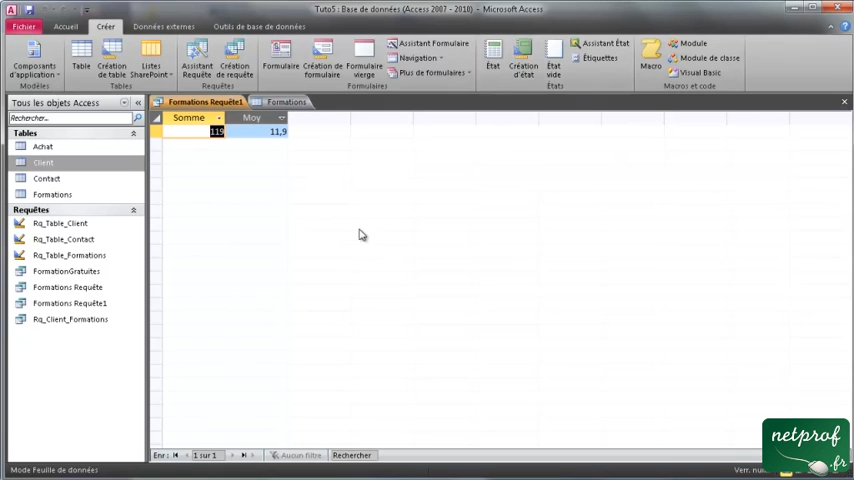 Tuto5 : Base de données (Access 2007 - 2010) - Microsoft Access
Fichier Accueil Créer Données externes Outils de base de données
Composants d'application
Modèles
Table
Création de table
Listes SharePoint
Tables
Assistant Requête
Création de requête
Requêtes
Formulaire
Création de formulaire
Formulaire vierge
Assistant Formulaire
Navigation
Plus de formulaires
Formulaires
État
Création d'état
État vide
Assistant État
Étiquettes
États
Macro
Module
Module de classe
Visual Basic
Macros et code
Tous les objets Access
Rechercher...
Tables
Achat
Client
Contact
Formations
Requêtes
Rq_Table_Client
Rq_Table_Contact
Rq_Table_Formations
FormationGratuites
Formations Requête
Formations Requête1
Rq_Client_Formations
Formations Requête1 Formations
Somme Moy
119 11,9
Enr : 1 sur 1 Aucun filtre Rechercher
Mode Feuille de données Verr. num
netprof
.fr